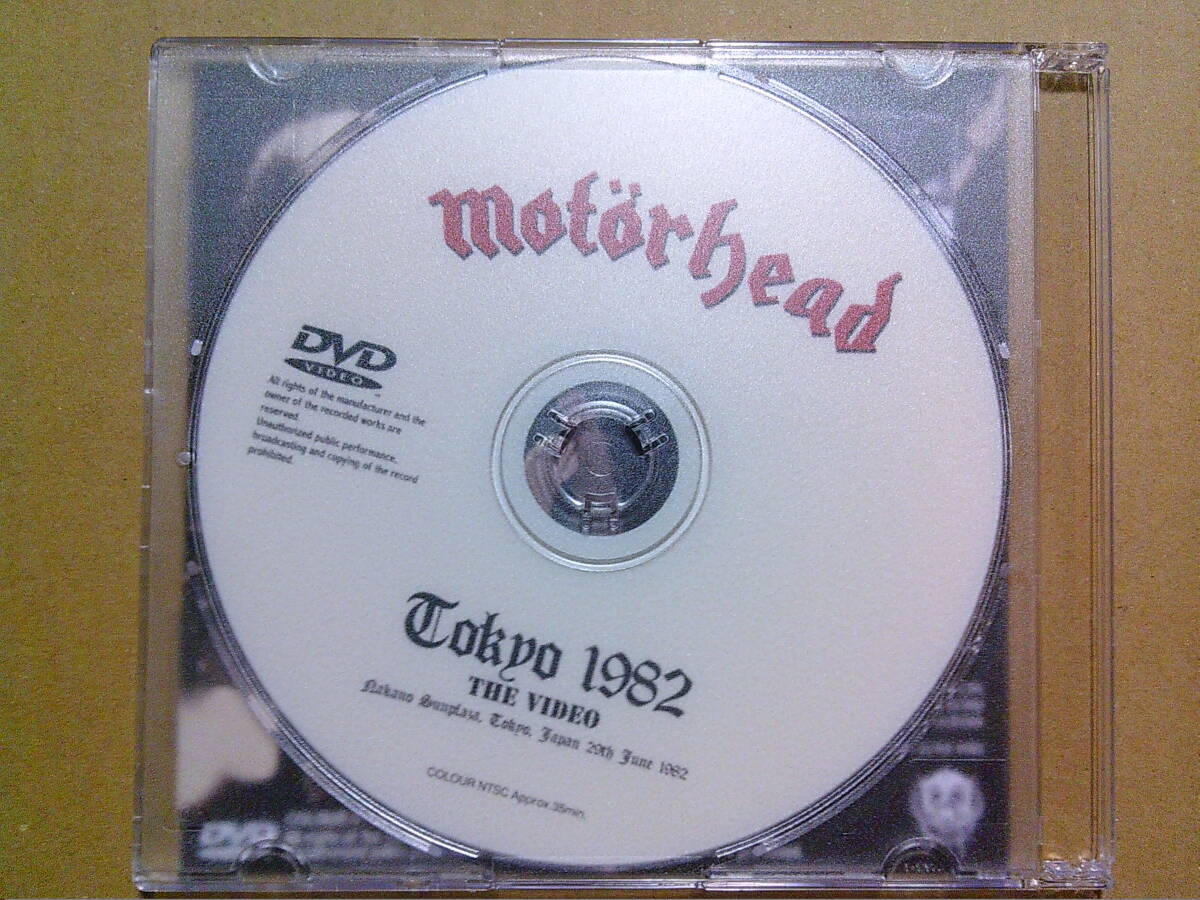 motörhead
DVD
VIDEO
All rights of the manufacturer and the
owner of the recorded works are
reserved.
Unauthorized public performance,
broadcasting and copying of the record
prohibited.
Tokyo 1982
THE VIDEO
Nakano Sunplaza, Tokyo, Japan 29th June 1982
COLOUR NTSC Approx.35min.
DVD